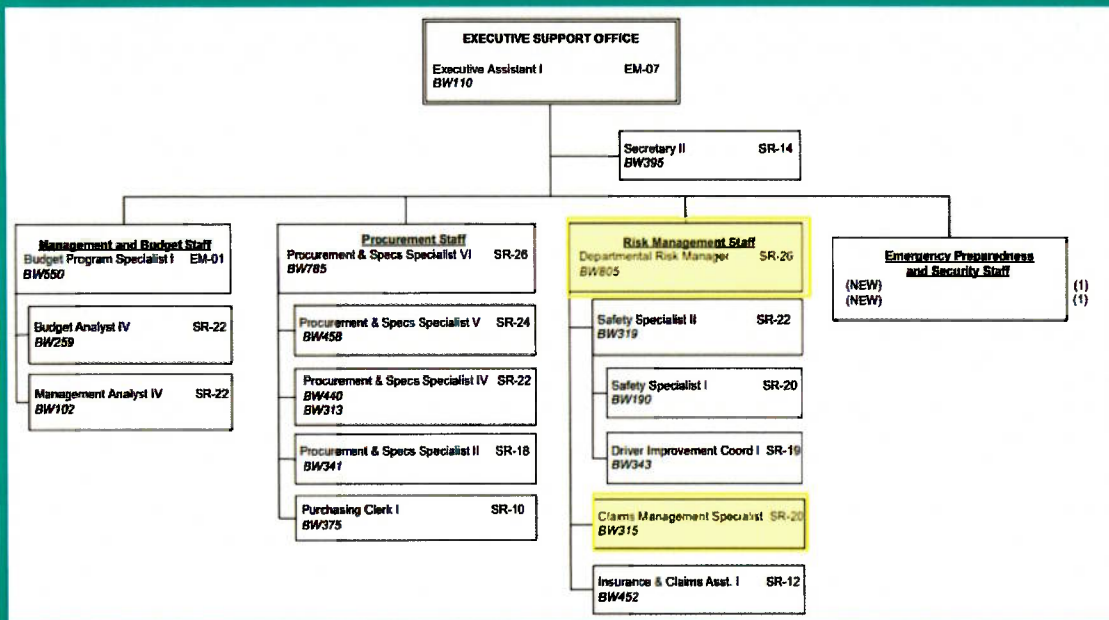 EXECUTIVE SUPPORT OFFICE
Executive Assistant I EM-07
BW110
Secretary II SR-14
BW395
Management and Budget Staff
Budget Program Specialist I EM-01
BW550
Budget Analyst IV SR-22
BW259
Management Analyst IV SR-22
BW102
Procurement Staff
Procurement & Specs Specialist VI SR-26
BW785
Procurement & Specs Specialist V SR-24
BW458
Procurement & Specs Specialist IV SR-22
BW440
BW313
Procurement & Specs Specialist II SR-18
BW341
Purchasing Clerk I SR-10
BW375
Risk Management Staff
Departmental Risk Manager SR-26
BW805
Safety Specialist II SR-22
BW319
Safety Specialist I SR-20
BW190
Driver Improvement Coord I SR-19
BW343
Claims Management Specialist SR-20
BW315
Insurance & Claims Asst. I SR-12
BW452
Emergency Preparedness
and Security Staff
(NEW) (1)
(NEW) (1)